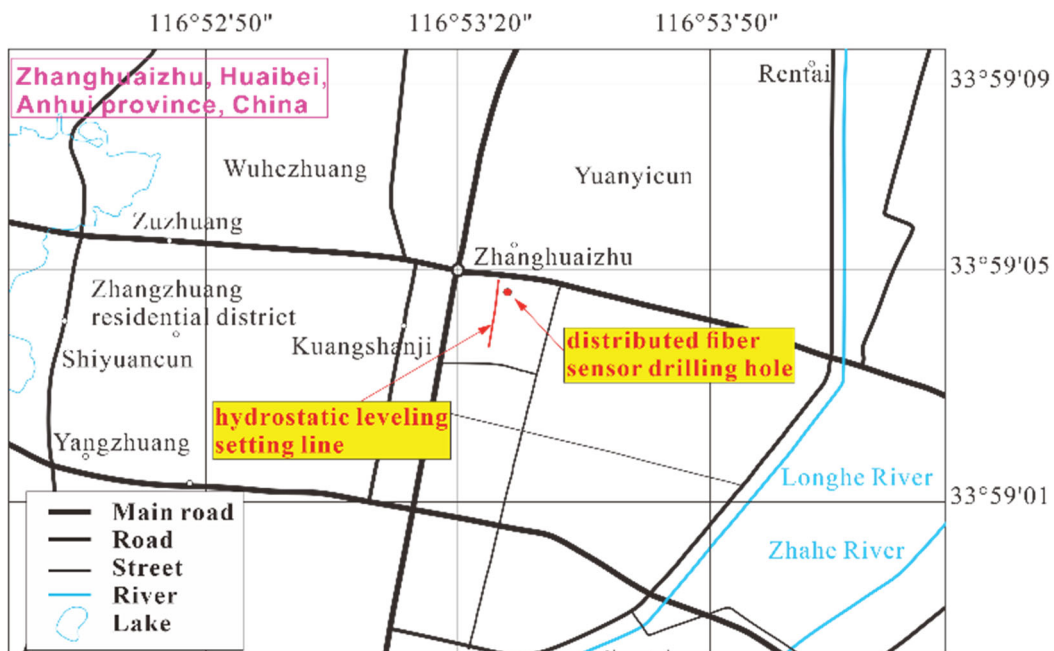 116°52'50"
116°53'20"
116°53'50"
Zhanghuaizhu, Huaibei,
Anhui province, China
Rentai
33°59'09
Wuhezhuang
Yuanyicun
Zuzhuang
Zhanghuaizhu
33°59'05
Zhangzhuang
residential district
Shiyuancun
Kuangshanji
distributed fiber
sensor drilling hole
hydrostatic leveling
setting line
Yangzhuang
Longhe River
33°59'01
Zhahe River
Main road
Road
Street
River
Lake